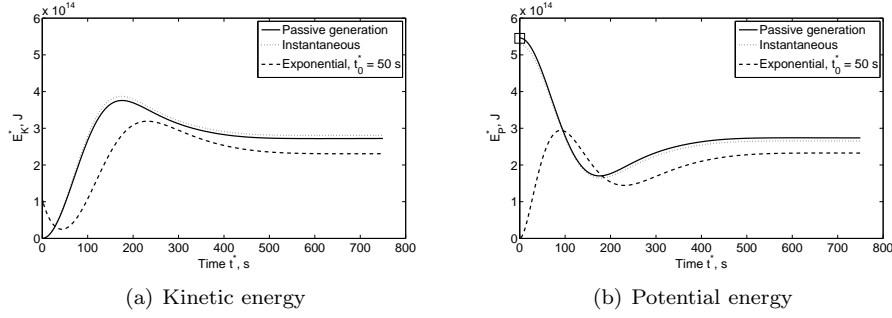 x 10^14
6
5
4
3
2
1
0
0 100 200 300 400 500 600 700 800
E*_K, J
Time t*, s
Passive generation
Instantaneous
Exponential, t*_0 = 50 s
(a) Kinetic energy
x 10^14
6
5
4
3
2
1
0
0 100 200 300 400 500 600 700 800
E*_P, J
Time t*, s
Passive generation
Instantaneous
Exponential, t*_0 = 50 s
(b) Potential energy